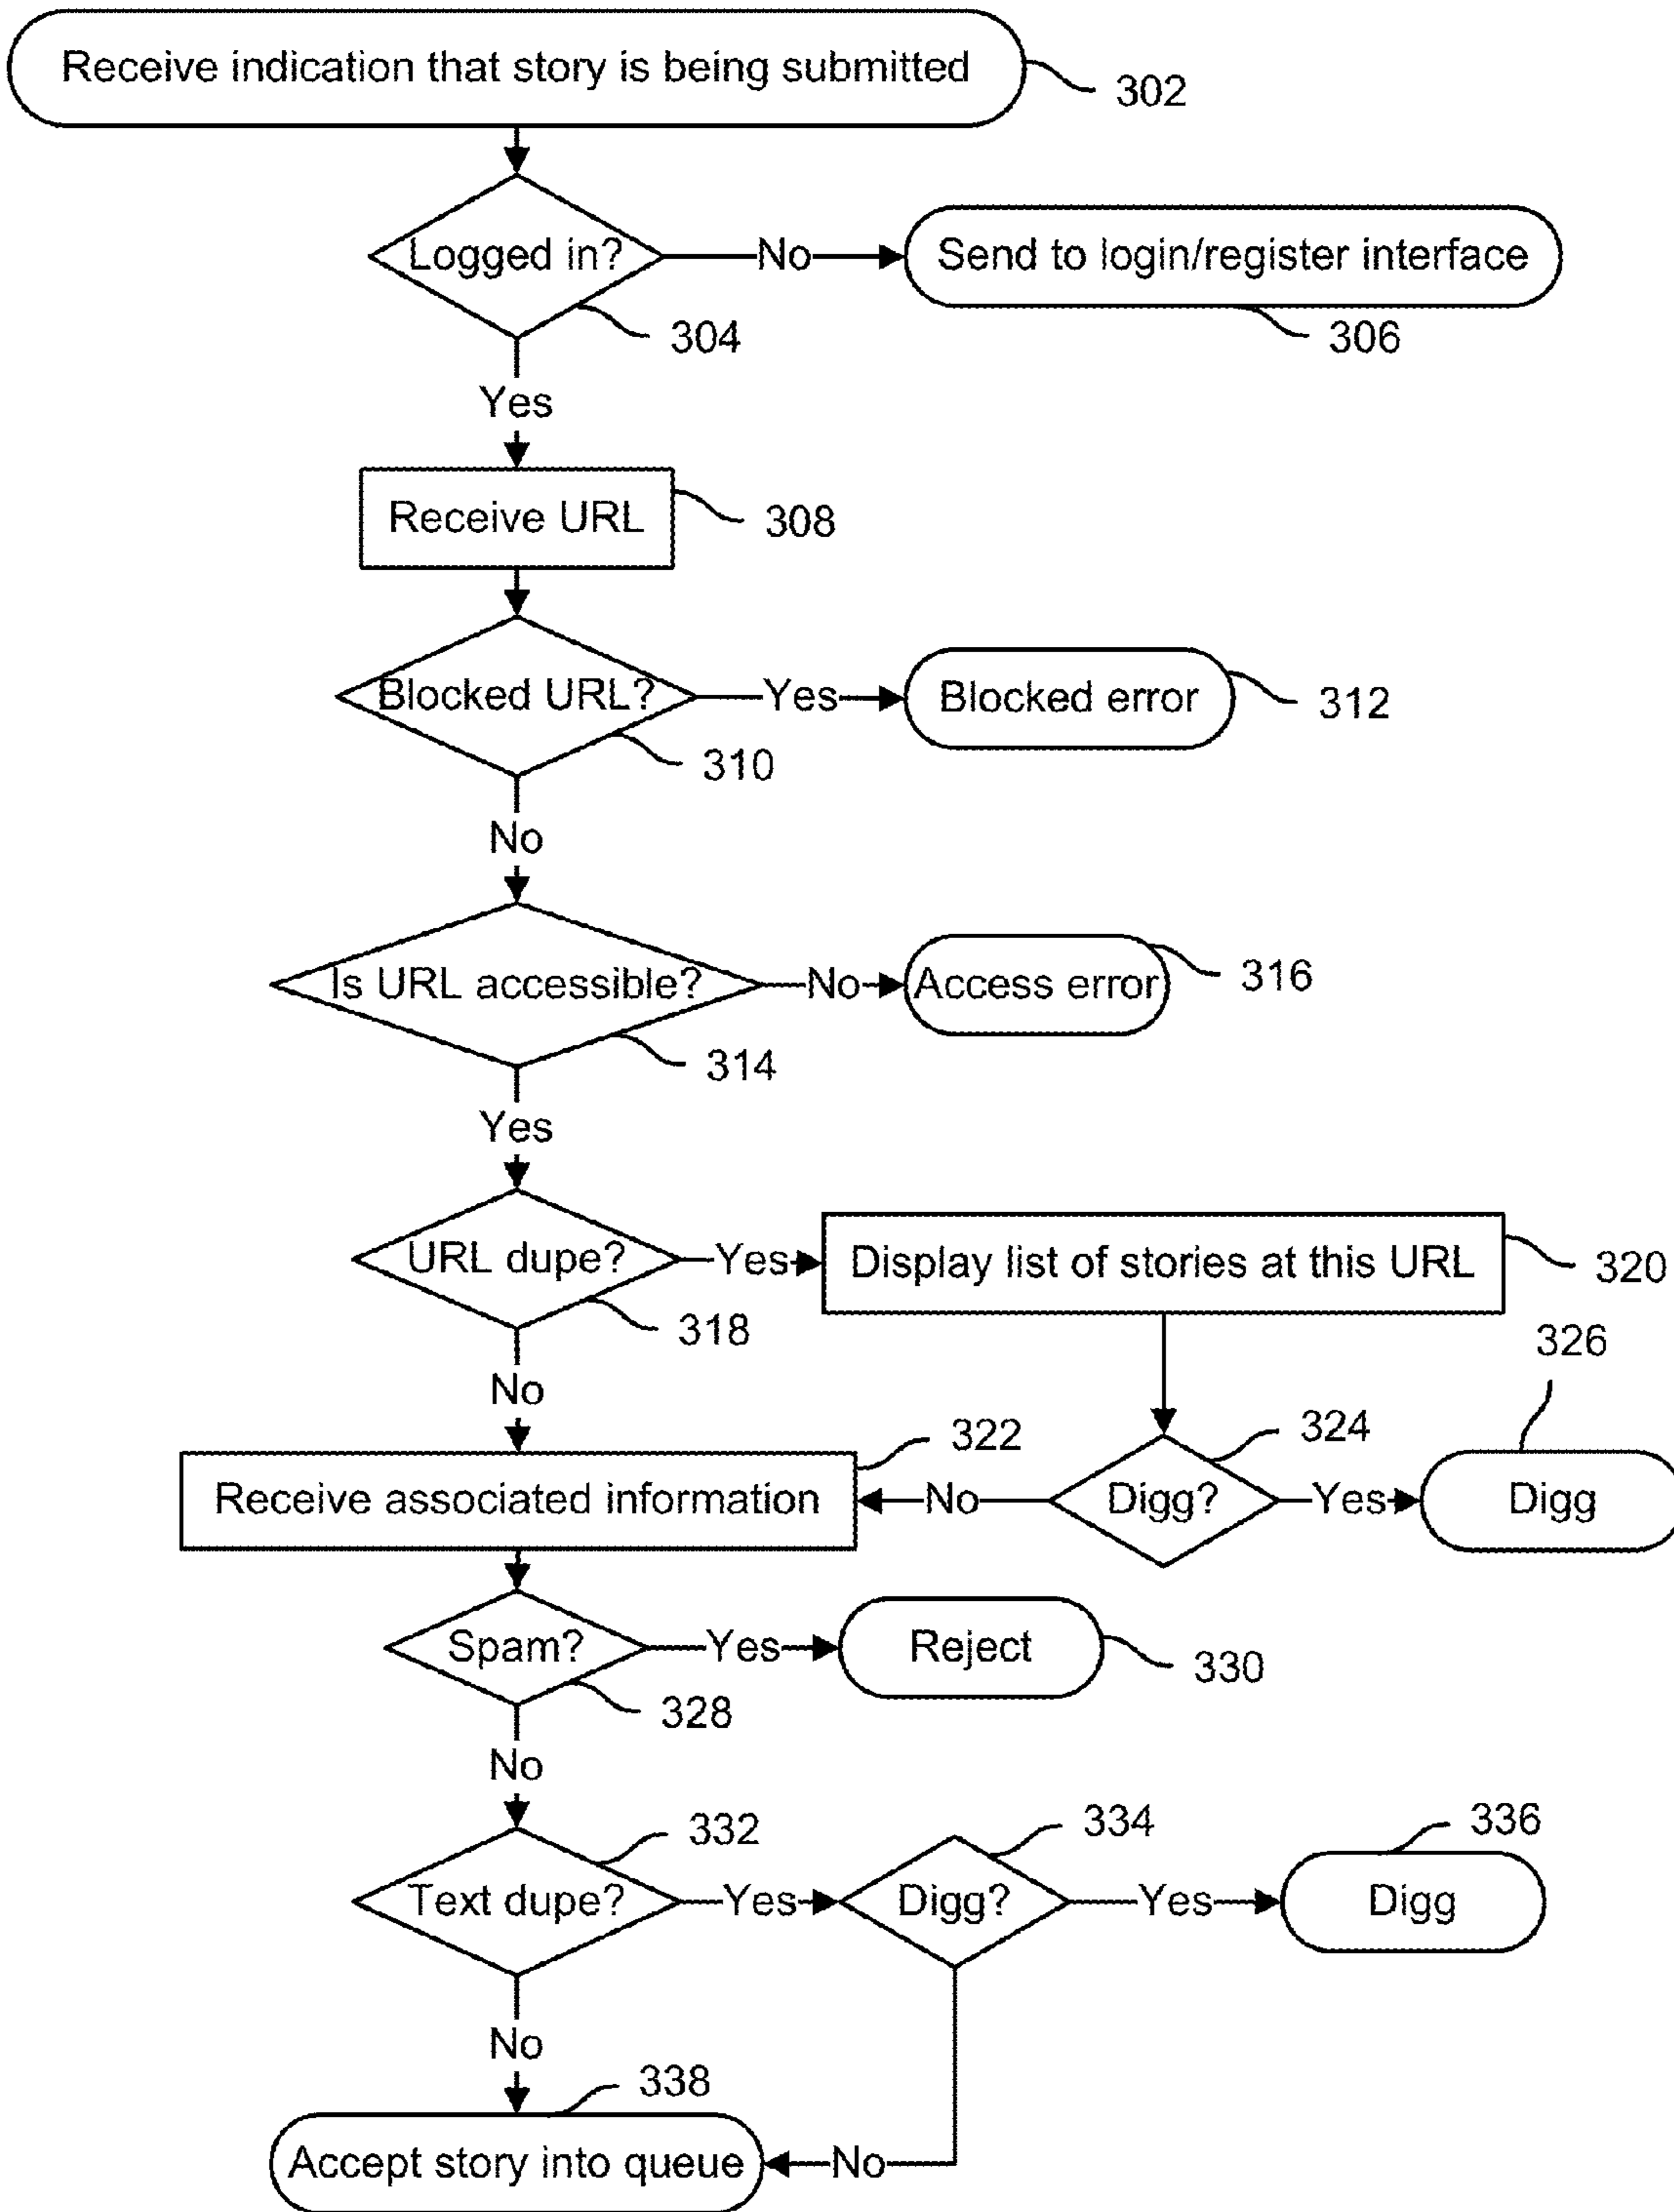 Receive indication that story is being submitted
302
Logged in?
No
Send to login/register interface
304
306
Yes
Receive URL
308
Blocked URL?
Yes
Blocked error
312
310
No
Is URL accessible?
No
Access error
316
314
Yes
URL dupe?
Yes
Display list of stories at this URL
320
318
326
No
322
324
Receive associated information
No
Digg?
Yes
Digg
Spam?
Yes
Reject
330
328
No
332
334
336
Text dupe?
Yes
Digg?
Yes
Digg
No
338
Accept story into queue
No